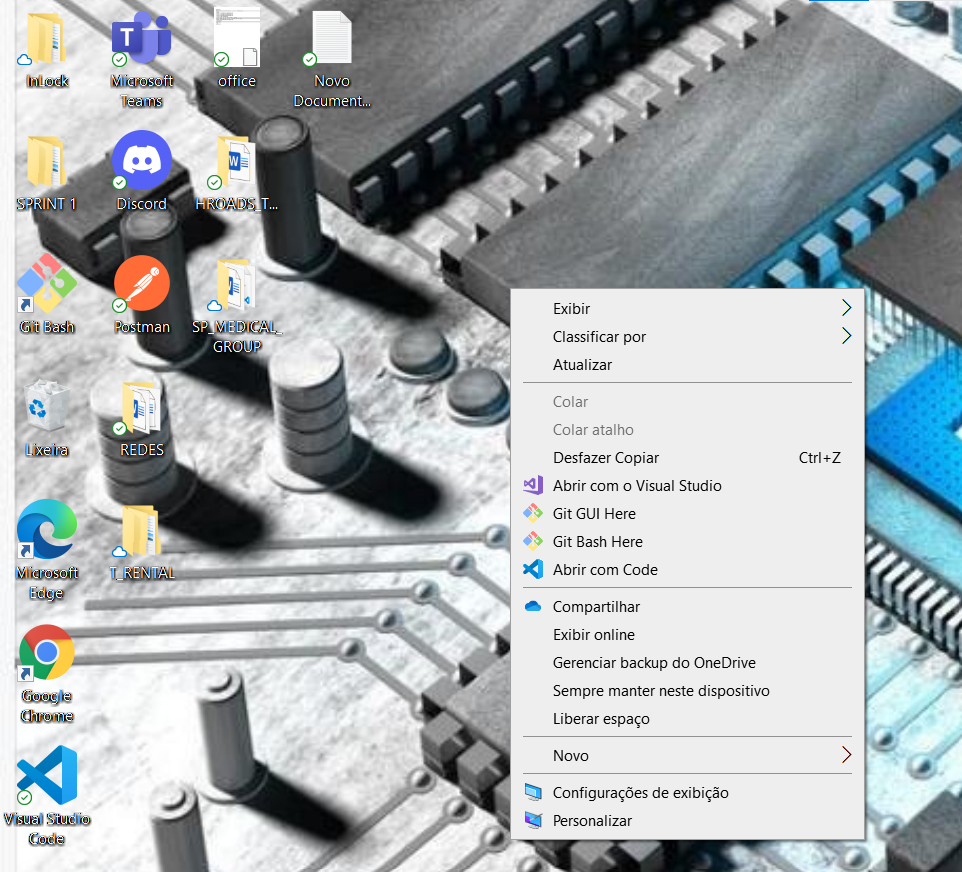 InLock
Microsoft
Teams
office
Novo
Document...
SPRINT 1
Discord
HROADS_T...
Git Bash
Postman
SP_MEDICAL_
GROUP
Lixeira
REDES
Microsoft
Edge
T_RENTAL
Google
Chrome
Visual Studio
Code
Exibir
Classificar por
Atualizar
Colar
Colar atalho
Desfazer Copiar Ctrl+Z
Abrir com o Visual Studio
Git GUI Here
Git Bash Here
Abrir com Code
Compartilhar
Exibir online
Gerenciar backup do OneDrive
Sempre manter neste dispositivo
Liberar espaço
Novo
Configurações de exibição
Personalizar